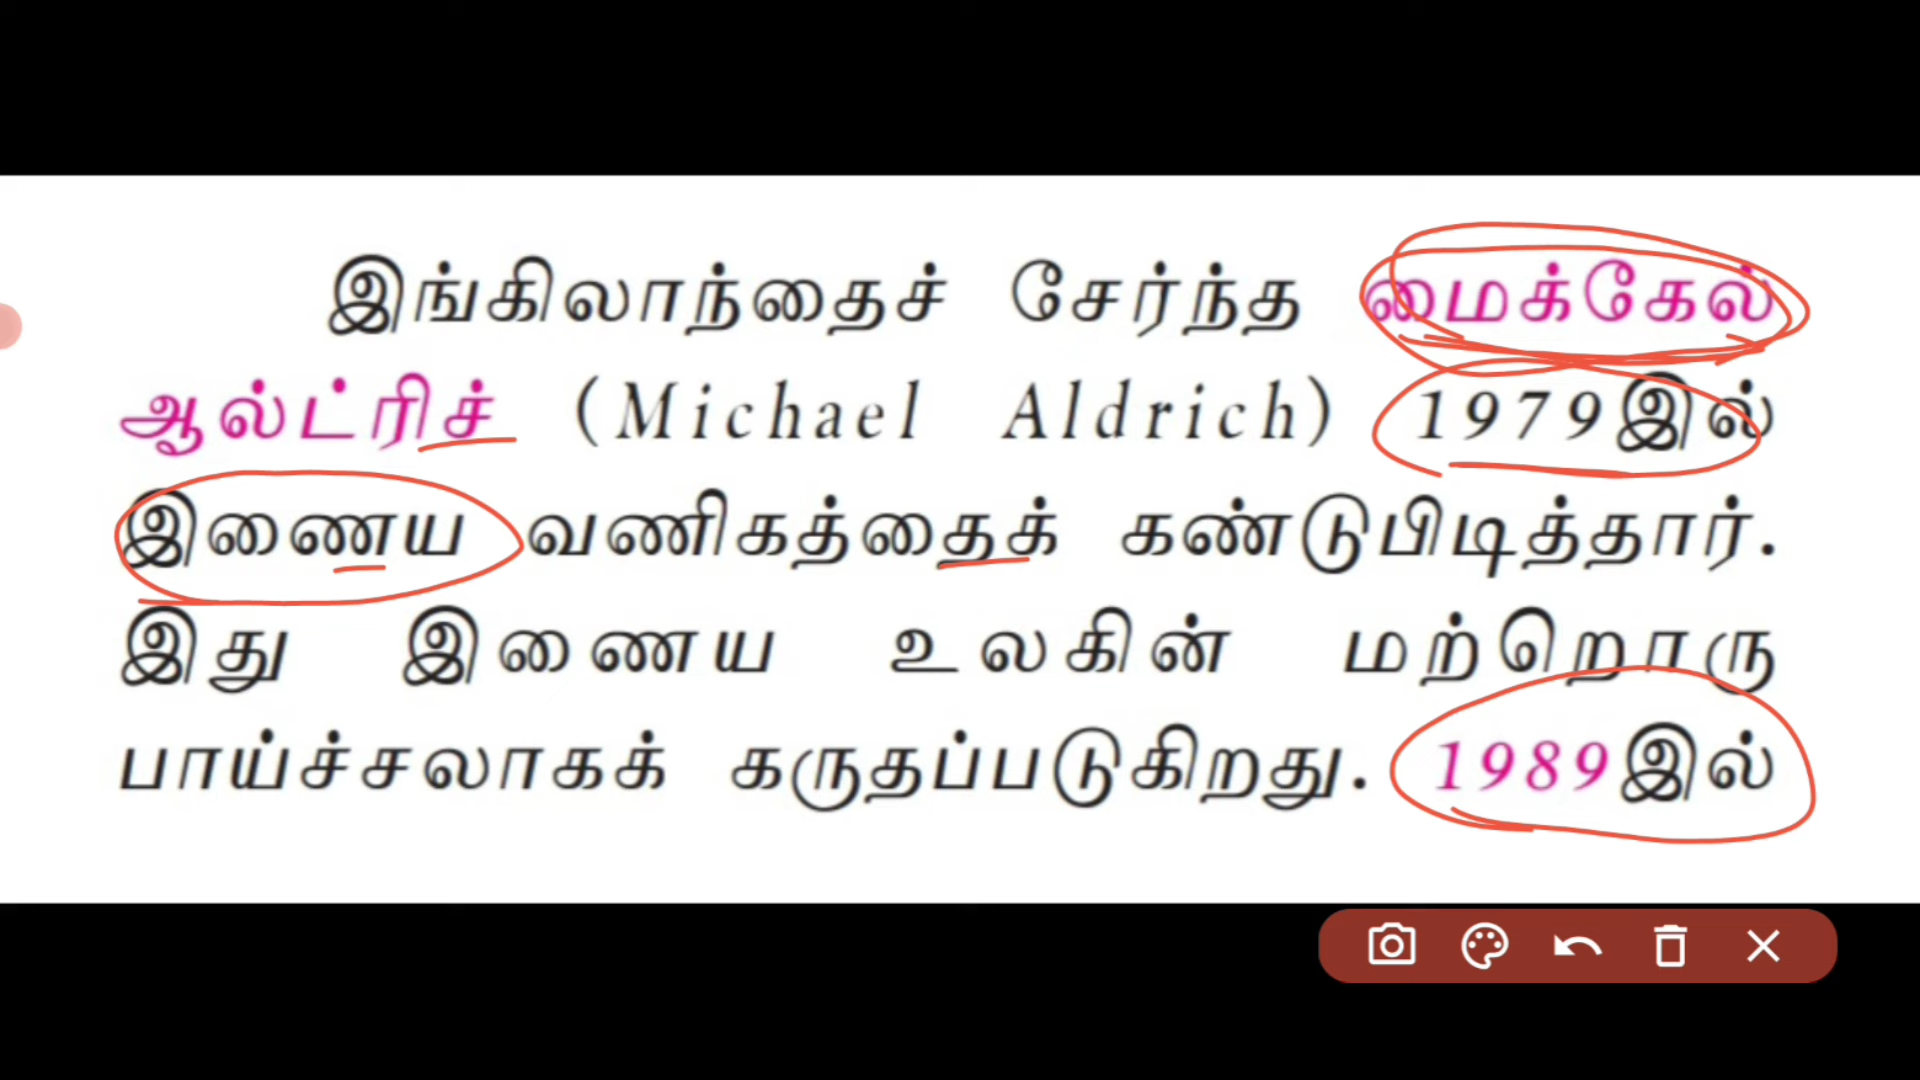 இங்கிலாந்தைச் சேர்ந்த மைக்கேல்
ஆல்ட்ரிச் (Michael Aldrich) 1979இல்
இணைய வணிகத்தைக் கண்டுபிடித்தார்.
இது இணைய உலகின் மற்றொரு
பாய்ச்சலாகக் கருதப்படுகிறது. 1989இல்